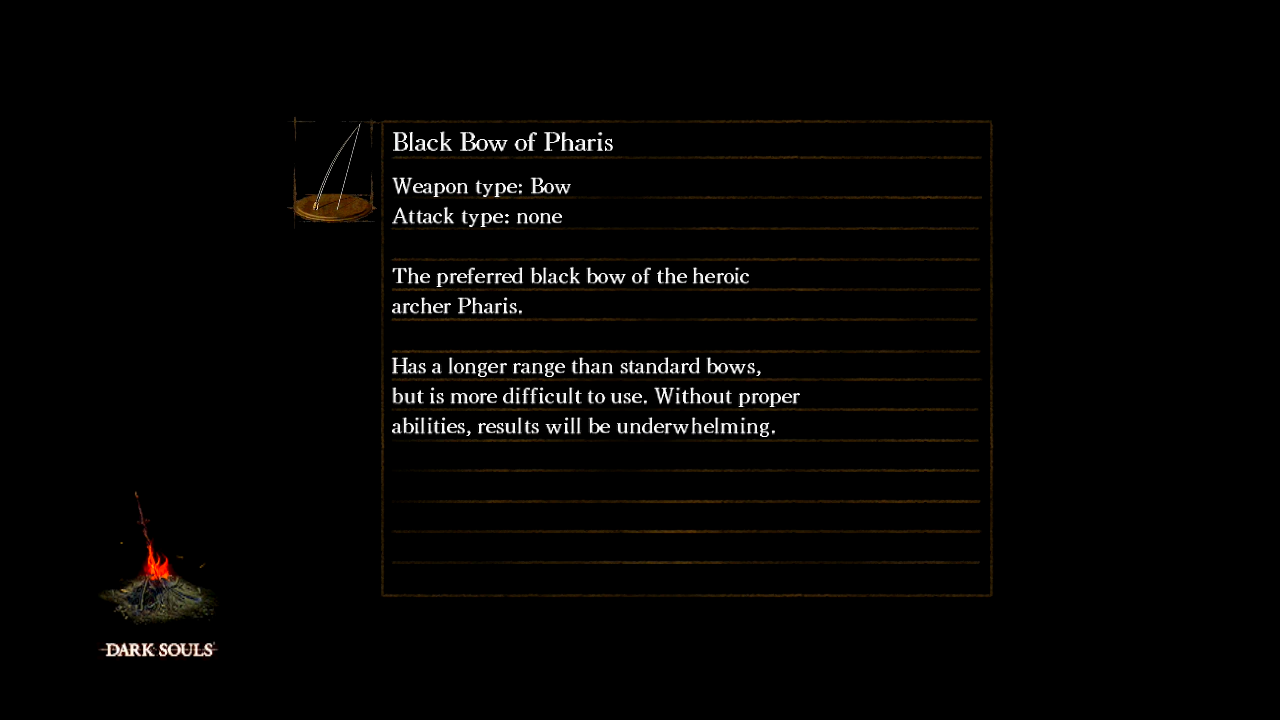 Black Bow of Pharis
Weapon type: Bow
Attack type: none
The preferred black bow of the heroic
archer Pharis.
Has a longer range than standard bows,
but is more difficult to use. Without proper
abilities, results will be underwhelming.
DARK SOULS